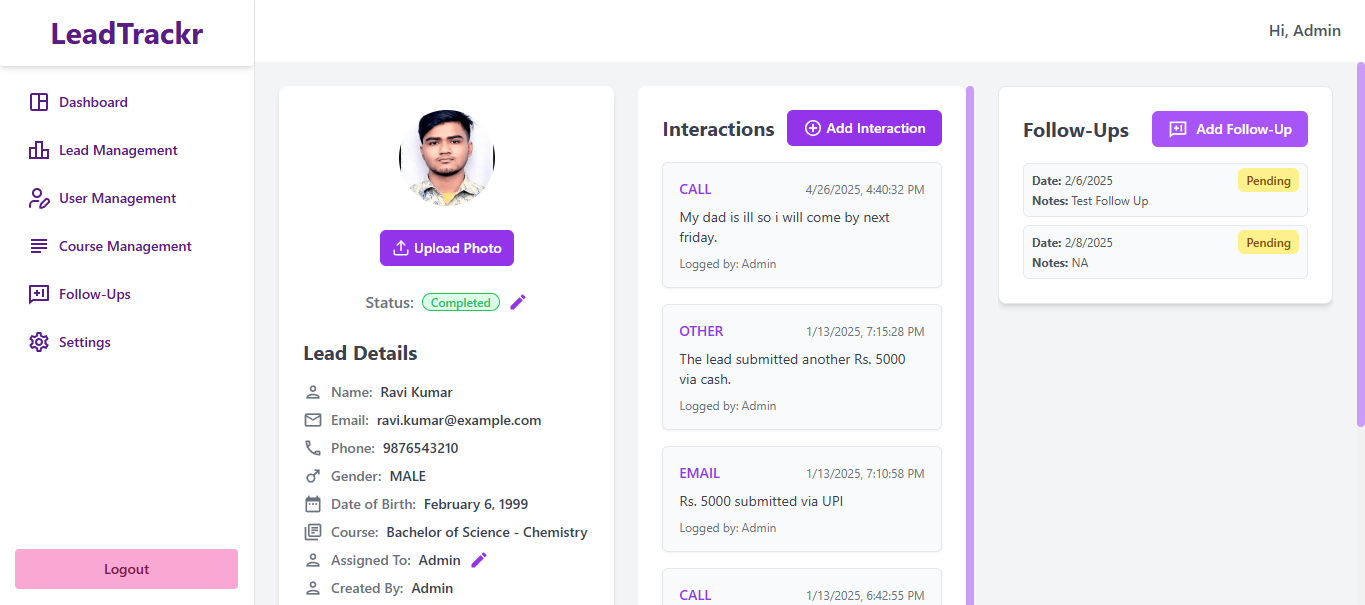 LeadTrackr
Hi, Admin
Dashboard
Lead Management
User Management
Course Management
Follow-Ups
Settings
Logout
Upload Photo
Status: Completed
Lead Details
Name: Ravi Kumar
Email: ravi.kumar@example.com
Phone: 9876543210
Gender: MALE
Date of Birth: February 6, 1999
Course: Bachelor of Science - Chemistry
Assigned To: Admin
Created By: Admin
Interactions
Add Interaction
CALL 4/26/2025, 4:40:32 PM
My dad is ill so i will come by next
friday.
Logged by: Admin
OTHER 1/13/2025, 7:15:28 PM
The lead submitted another Rs. 5000
via cash.
Logged by: Admin
EMAIL 1/13/2025, 7:10:58 PM
Rs. 5000 submitted via UPI
Logged by: Admin
CALL 1/13/2025, 6:42:55 PM
Follow-Ups
Add Follow-Up
Date: 2/6/2025 Pending
Notes: Test Follow Up
Date: 2/8/2025 Pending
Notes: NA